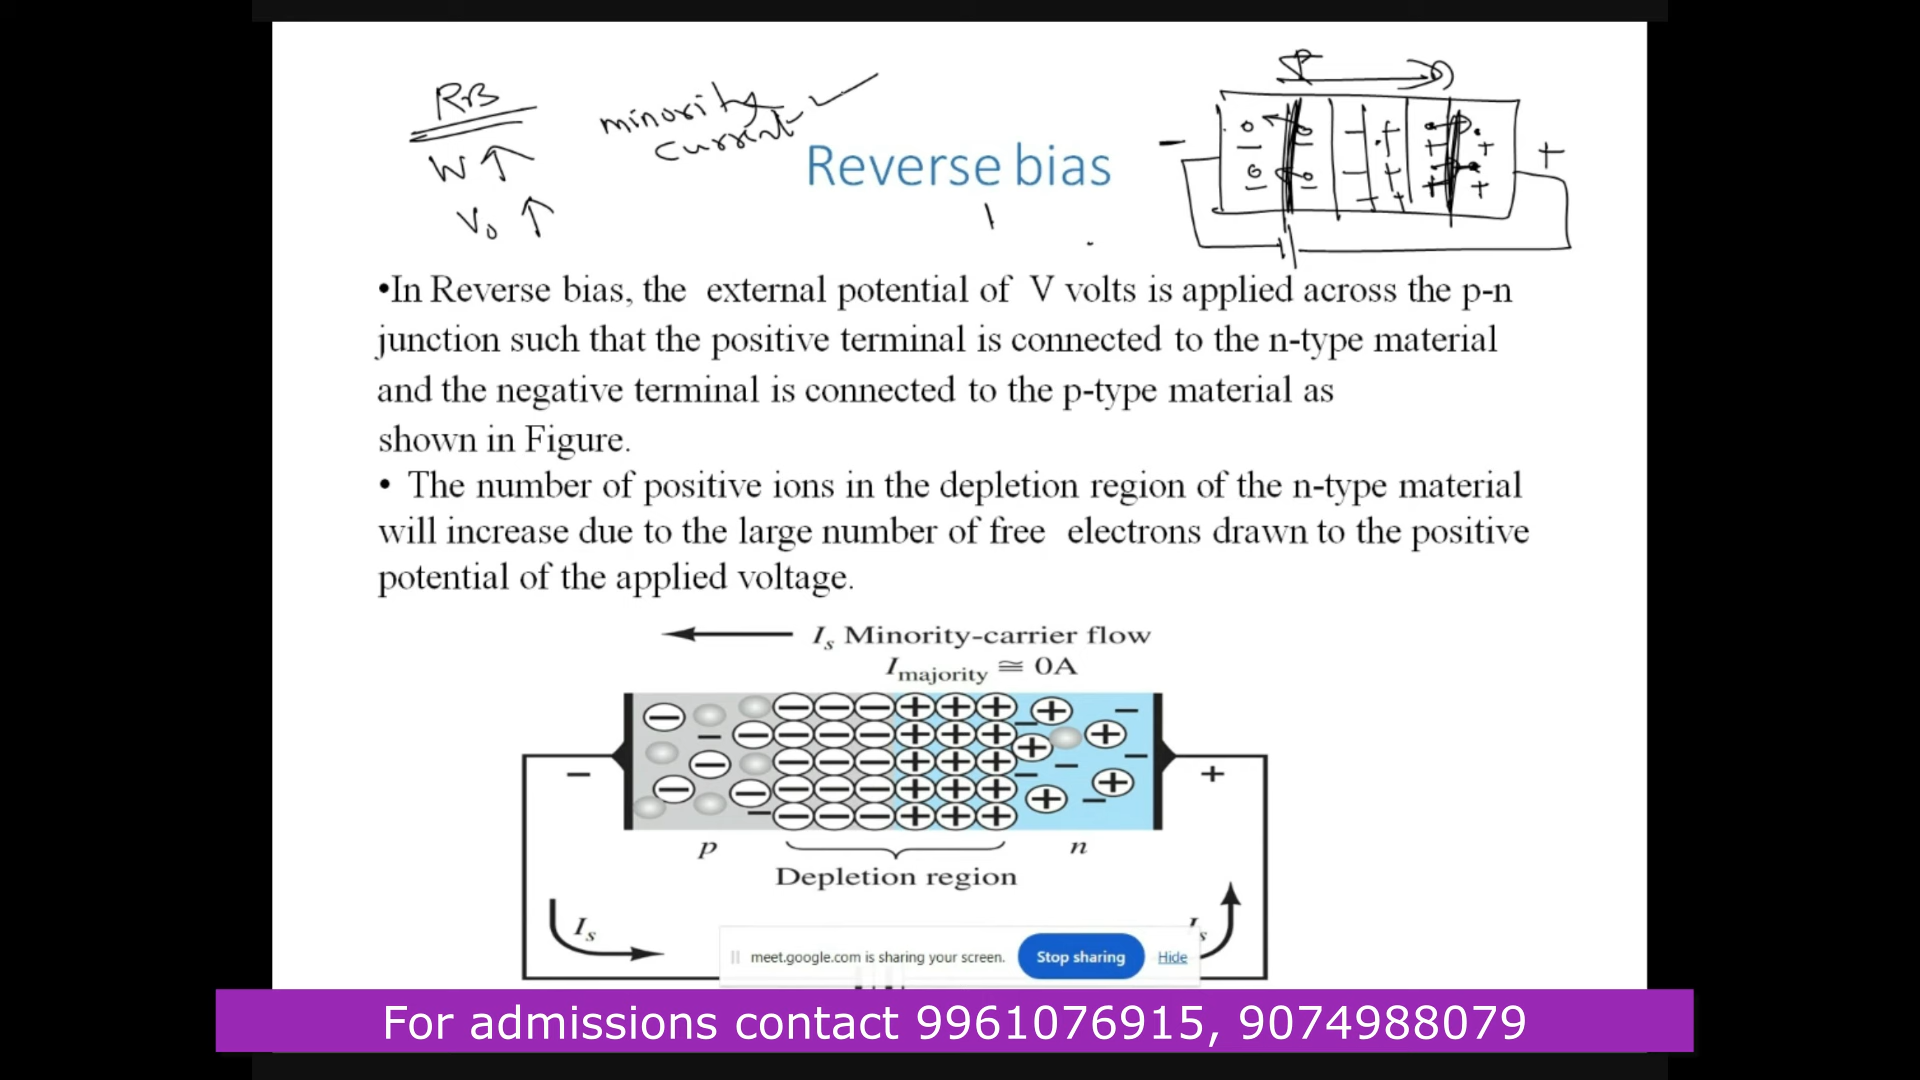 RB
W ↑
V₀ ↑
minority
current
Reverse bias
- +
•In Reverse bias, the external potential of V volts is applied across the p-n
junction such that the positive terminal is connected to the n-type material
and the negative terminal is connected to the p-type material as
shown in Figure.
• The number of positive ions in the depletion region of the n-type material
will increase due to the large number of free electrons drawn to the positive
potential of the applied voltage.
Iₛ Minority-carrier flow
I majority ≅ 0A
− +
p n
Depletion region
Iₛ Iₛ
meet.google.com is sharing your screen. Stop sharing Hide
For admissions contact 9961076915, 9074988079